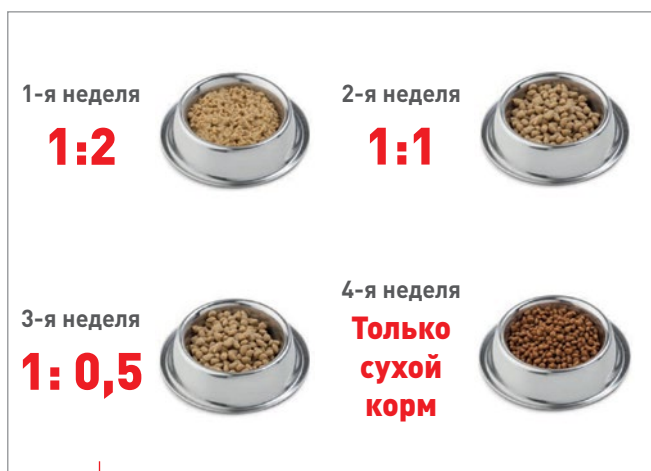 1-я неделя
1:2
2-я неделя
1:1
3-я неделя
1: 0,5
4-я неделя
Только
сухой
корм